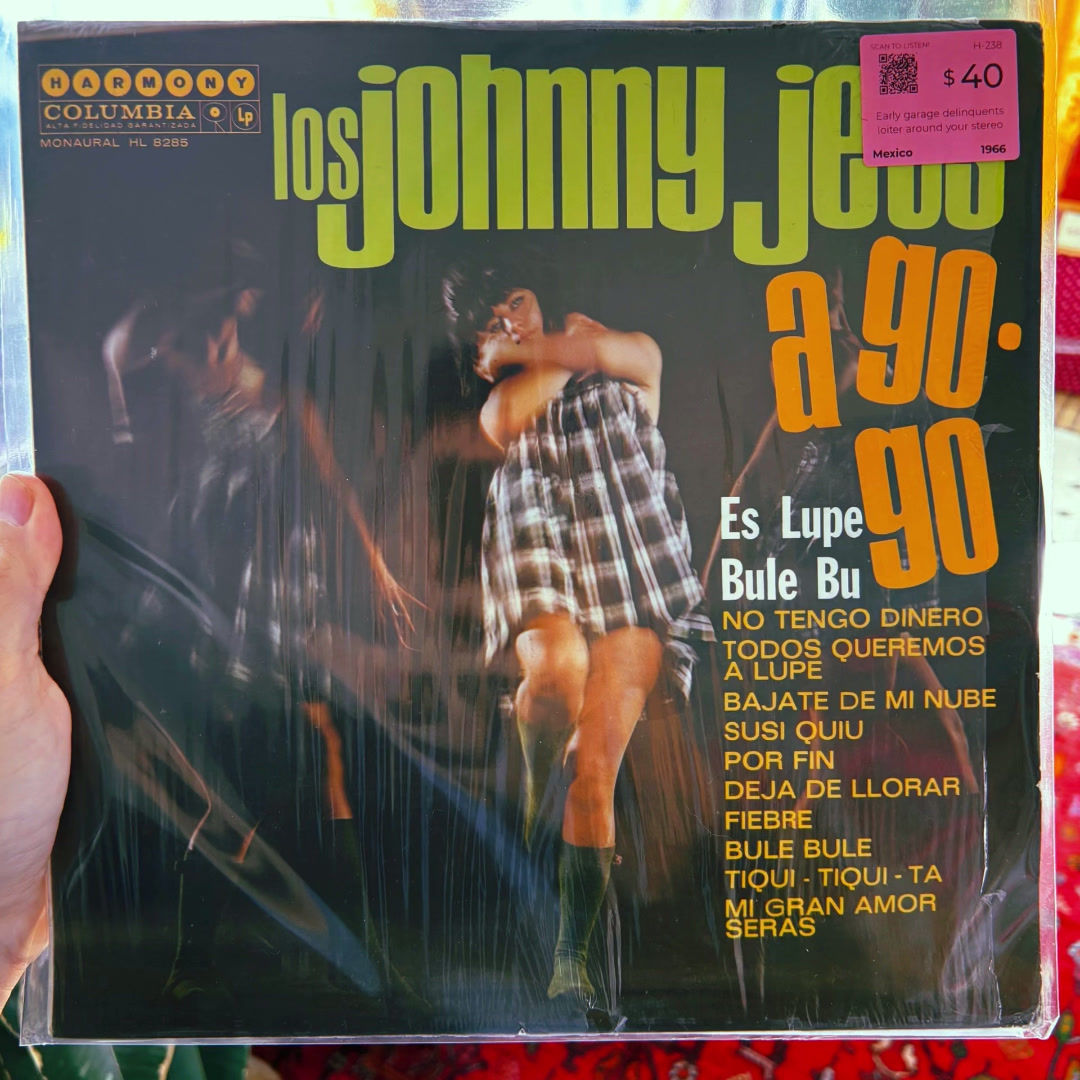 HARMONY
COLUMBIA Lp
ALTA FIDELIDAD GARANTIZADA
MONAURAL HL 8285
los johnny jets
SCAN TO LISTEN! H-238
$40
Early garage delinquents
loiter around your stereo
Mexico 1966
a go.
go
Es Lupe
Bule Bu
NO TENGO DINERO
TODOS QUEREMOS
A LUPE
BAJATE DE MI NUBE
SUSI QUIU
POR FIN
DEJA DE LLORAR
FIEBRE
BULE BULE
TIQUI - TIQUI - TA
MI GRAN AMOR
SERAS